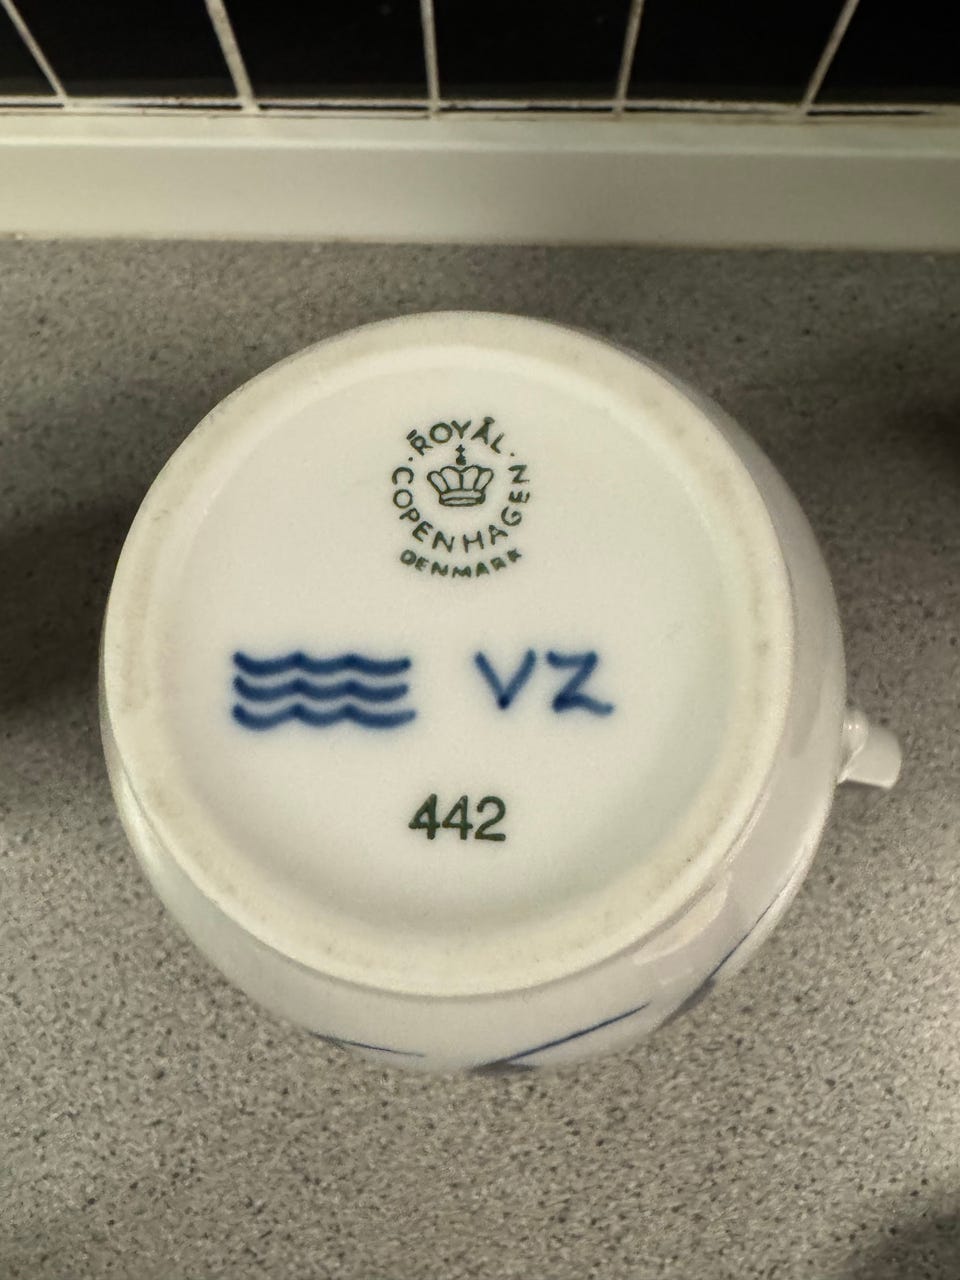 ROYAL
COPENHAGEN
DENMARK
VZ
442